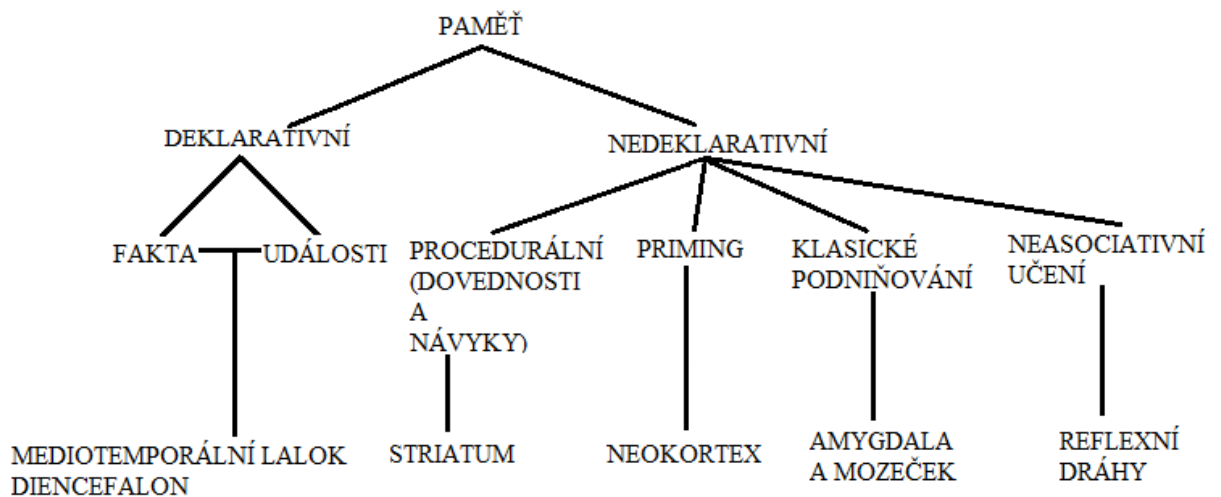 PAMĚŤ
DEKLARATIVNÍ
NEDEKLARATIVNÍ
FAKTA
UDÁLOSTI
PROCEDURÁLNÍ
(DOVEDNOSTI
A
NÁVYKY)
PRIMING
KLASICKÉ
PODNIŇOVÁNÍ
NEASOCIATIVNÍ
UČENÍ
MEDIOTEMPORÁLNÍ LALOK
DIENCEFALON
STRIATUM
NEOKORTEX
AMYGDALA
A MOZEČEK
REFLEXNÍ
DRÁHY